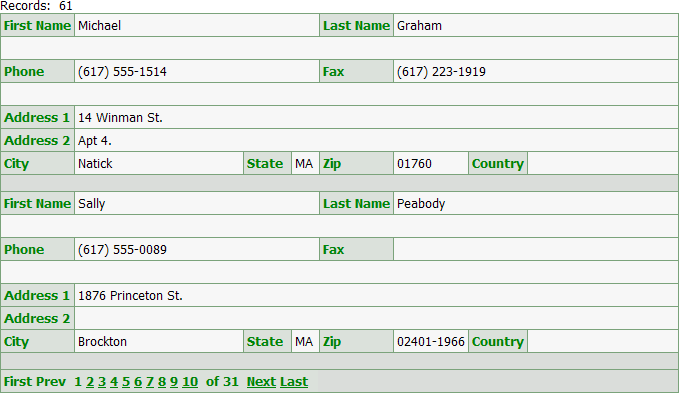 Records: 61
First Name Michael Last Name Graham
Phone (617) 555-1514 Fax (617) 223-1919
Address 1 14 Winman St.
Address 2 Apt 4.
City Natick State MA Zip 01760 Country
First Name Sally Last Name Peabody
Phone (617) 555-0089 Fax
Address 1 1876 Princeton St.
Address 2
City Brockton State MA Zip 02401-1966 Country
First Prev 1 2 3 4 5 6 7 8 9 10 of 31 Next Last